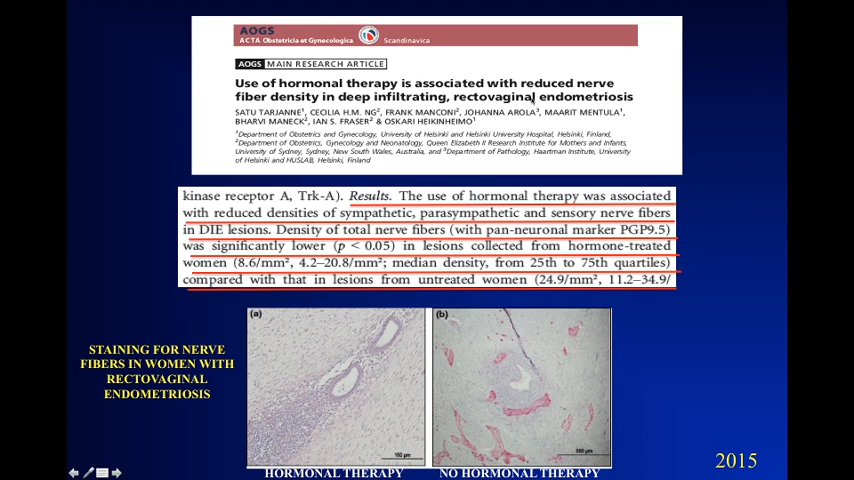 AOGS
ACTA Obstetricia et Gynecologica Scandinavica
AOGS MAIN RESEARCH ARTICLE
Use of hormonal therapy is associated with reduced nerve
fiber density in deep infiltrating, rectovaginal endometriosis
SATU TARJANNE¹, CECILIA H.M. NG², FRANK MANCONI², JOHANNA AROLA³, MAARIT MENTULA¹,
BHARVI MANECK², IAN S. FRASER² & OSKARI HEIKINHEIMO¹
¹Department of Obstetrics and Gynecology, University of Helsinki and Helsinki University Hospital, Helsinki, Finland,
²Department of Obstetrics, Gynecology and Neonatology, Queen Elizabeth II Research Institute for Mothers and Infants,
University of Sydney, Sydney, New South Wales, Australia, and ³Department of Pathology, Haartman Institute, University
of Helsinki and HUSLAB, Helsinki, Finland
kinase receptor A, Trk-A). Results. The use of hormonal therapy was associated
with reduced densities of sympathetic, parasympathetic and sensory nerve fibers
in DIE lesions. Density of total nerve fibers (with pan-neuronal marker PGP9.5)
was significantly lower (p < 0.05) in lesions collected from hormone-treated
women (8.6/mm², 4.2–20.8/mm²; median density, from 25th to 75th quartiles)
compared with that in lesions from untreated women (24.9/mm², 11.2–34.9/
(a)
(b)
STAINING FOR NERVE
FIBERS IN WOMEN WITH
RECTOVAGINAL
ENDOMETRIOSIS
100 µm
HORMONAL THERAPY
NO HORMONAL THERAPY
2015